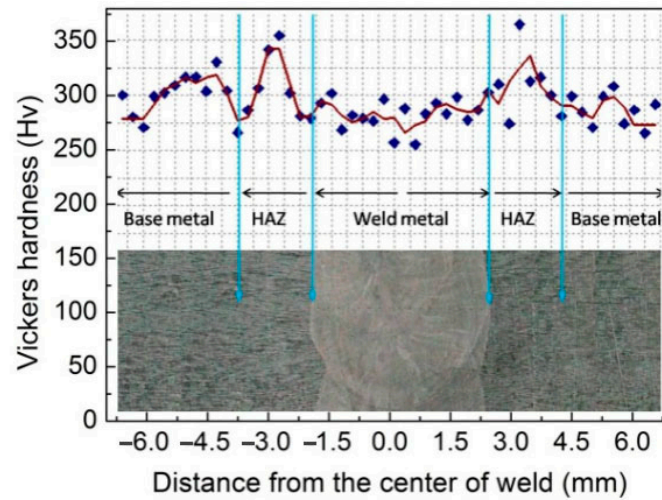 Vickers hardness (Hv)
350
300
250
200
150
100
50
0
Base metal
HAZ
Weld metal
HAZ
Base metal
–6.0
–4.5
–3.0
–1.5
0.0
1.5
3.0
4.5
6.0
Distance from the center of weld (mm)